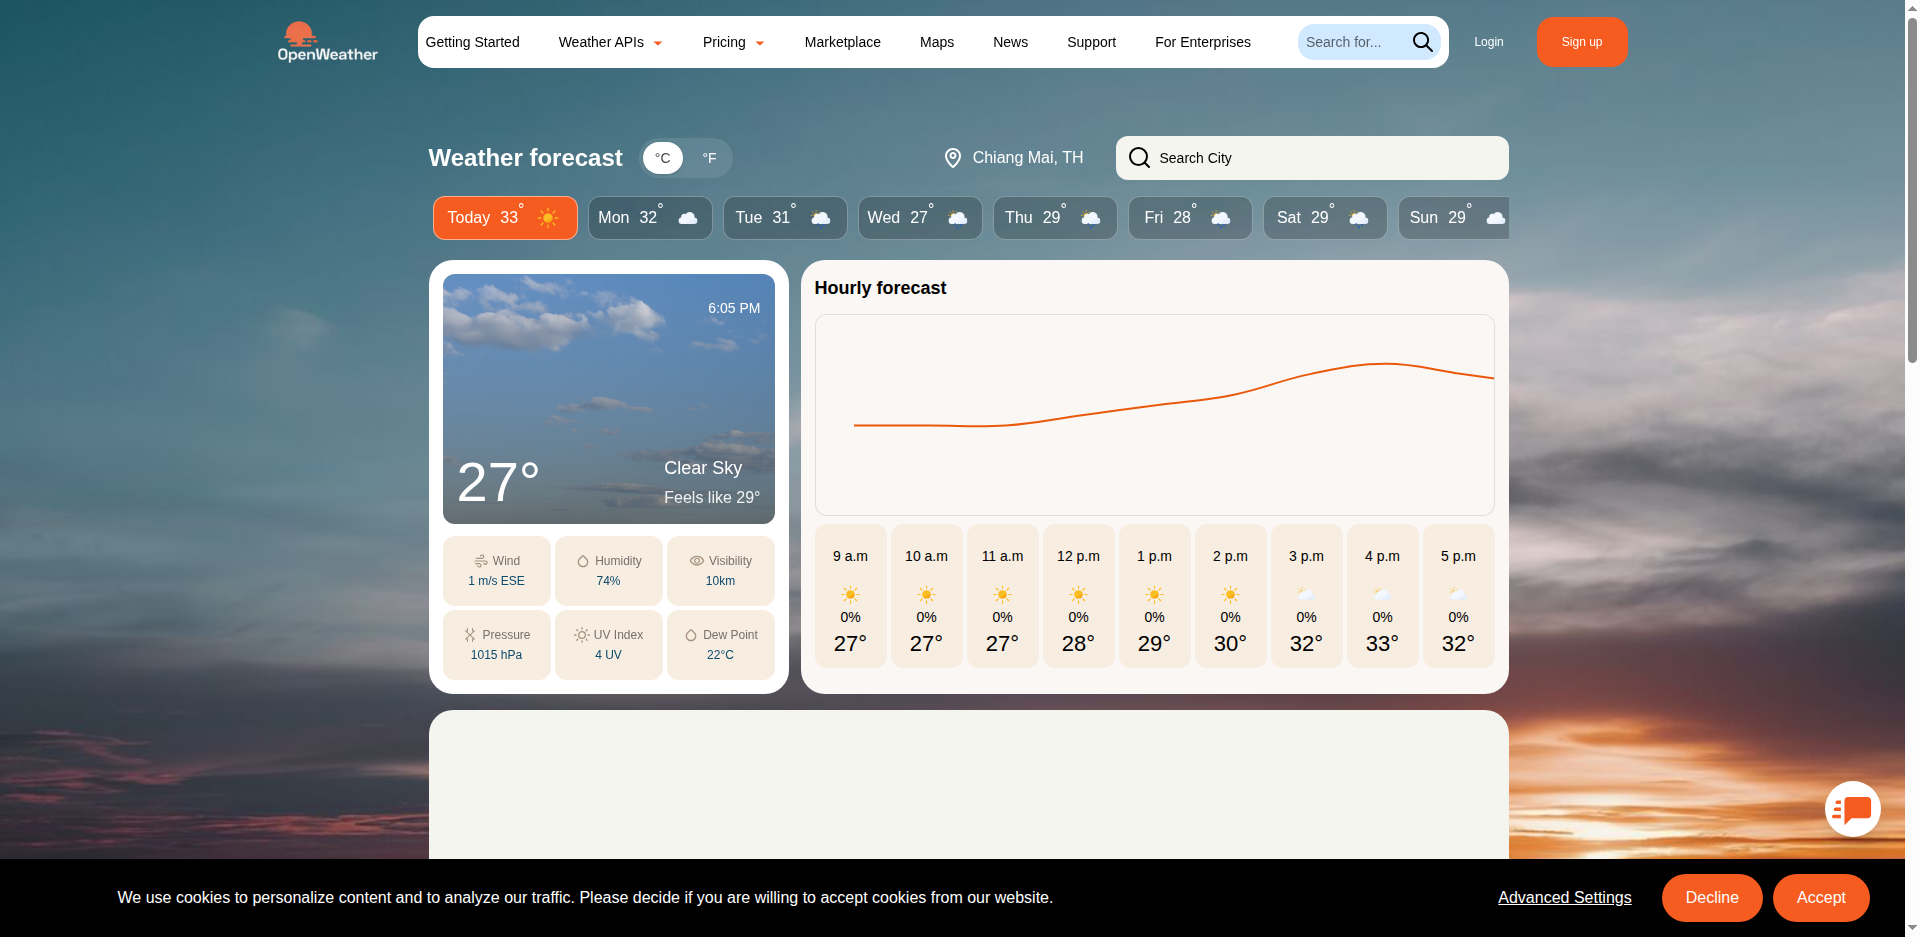 OpenWeather
Getting Started Weather APIs Pricing Marketplace Maps News Support For Enterprises Search for... Login Sign up
Weather forecast °C °F Chiang Mai, TH Search City
Today 33° Mon 32° Tue 31° Wed 27° Thu 29° Fri 28° Sat 29° Sun 29°
6:05 PM
27°
Clear Sky
Feels like 29°
Wind Humidity Visibility
1 m/s ESE 74% 10km
Pressure UV Index Dew Point
1015 hPa 4 UV 22°C
Hourly forecast
9 a.m 10 a.m 11 a.m 12 p.m 1 p.m 2 p.m 3 p.m 4 p.m 5 p.m
0% 0% 0% 0% 0% 0% 0% 0% 0%
27° 27° 27° 28° 29° 30° 32° 33° 32°
We use cookies to personalize content and to analyze our traffic. Please decide if you are willing to accept cookies from our website. Advanced Settings Decline Accept